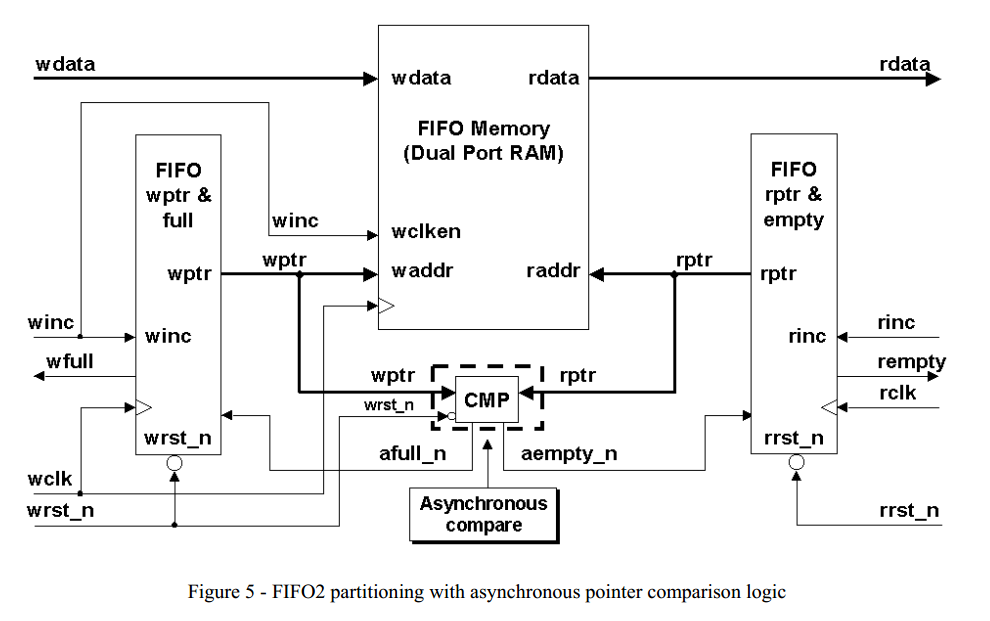 wdata
wdata
rdata
rdata
FIFO Memory
(Dual Port RAM)
FIFO
wptr &
full
FIFO
rptr &
empty
winc
wclken
wptr
wptr
waddr
raddr
rptr
rptr
winc
winc
rinc
rinc
wfull
wptr
rptr
rempty
wrst_n
CMP
rclk
wrst_n
rrst_n
afull_n
aempty_n
wclk
wrst_n
Asynchronous
compare
rrst_n
Figure 5 - FIFO2 partitioning with asynchronous pointer comparison logic